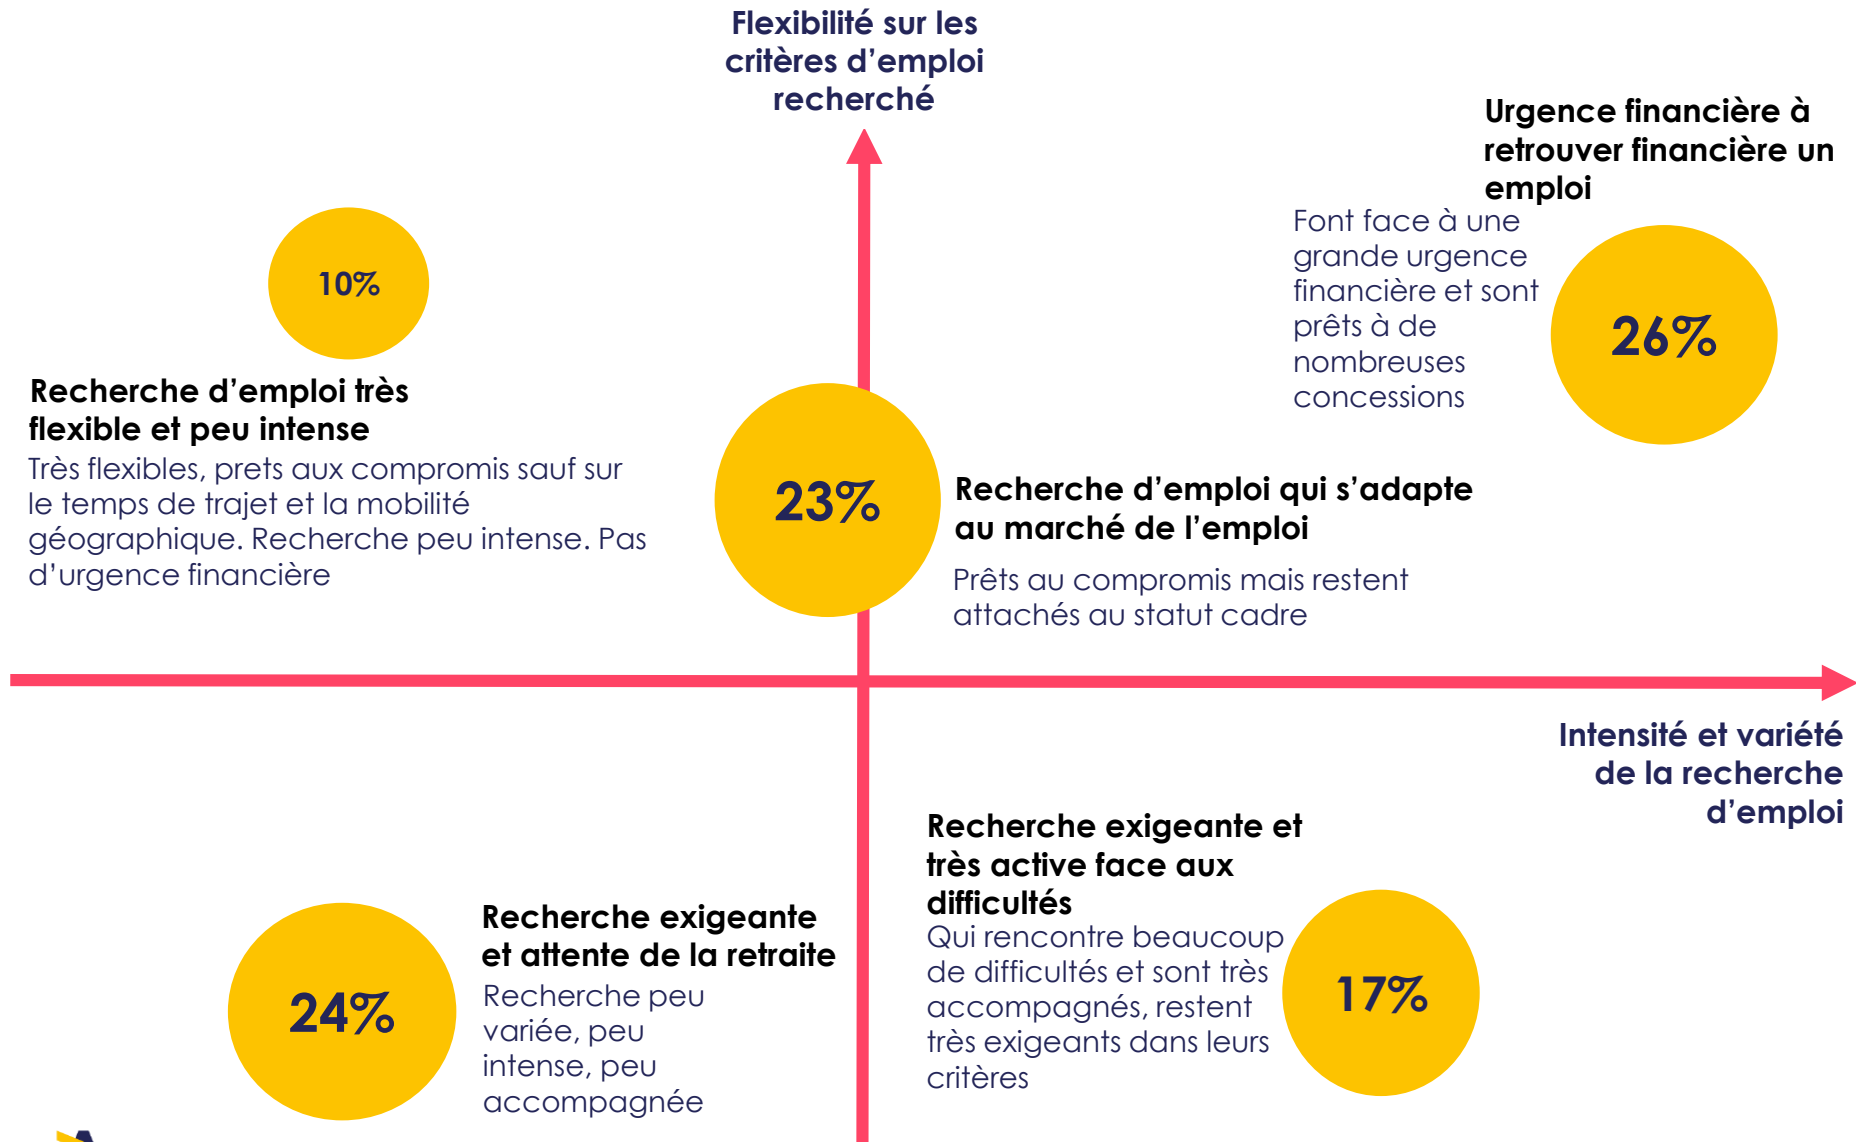 Flexibilité sur les
critères d'emploi
recherché
Urgence financière à
retrouver financière un
emploi
Font face à une
grande urgence
financière et sont
prêts à de
nombreuses
concessions
26%
10%
Recherche d'emploi très
flexible et peu intense
Très flexibles, prets aux compromis sauf sur
le temps de trajet et la mobilité
géographique. Recherche peu intense. Pas
d'urgence financière
23%
Recherche d'emploi qui s'adapte
au marché de l'emploi
Prêts au compromis mais restent
attachés au statut cadre
Intensité et variété
de la recherche
d'emploi
Recherche exigeante
et attente de la retraite
Recherche peu
variée, peu
intense, peu
accompagnée
24%
Recherche exigeante et
très active face aux
difficultés
Qui rencontre beaucoup
de difficultés et sont très
accompagnés, restent
très exigeants dans leurs
critères
17%